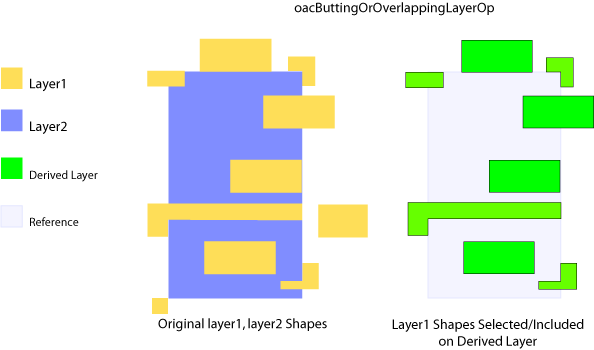 oacButtingOrOverlappingLayerOp
Layer1
Layer2
Derived Layer
Reference
Original layer1, layer2 Shapes
Layer1 Shapes Selected/Included
on Derived Layer